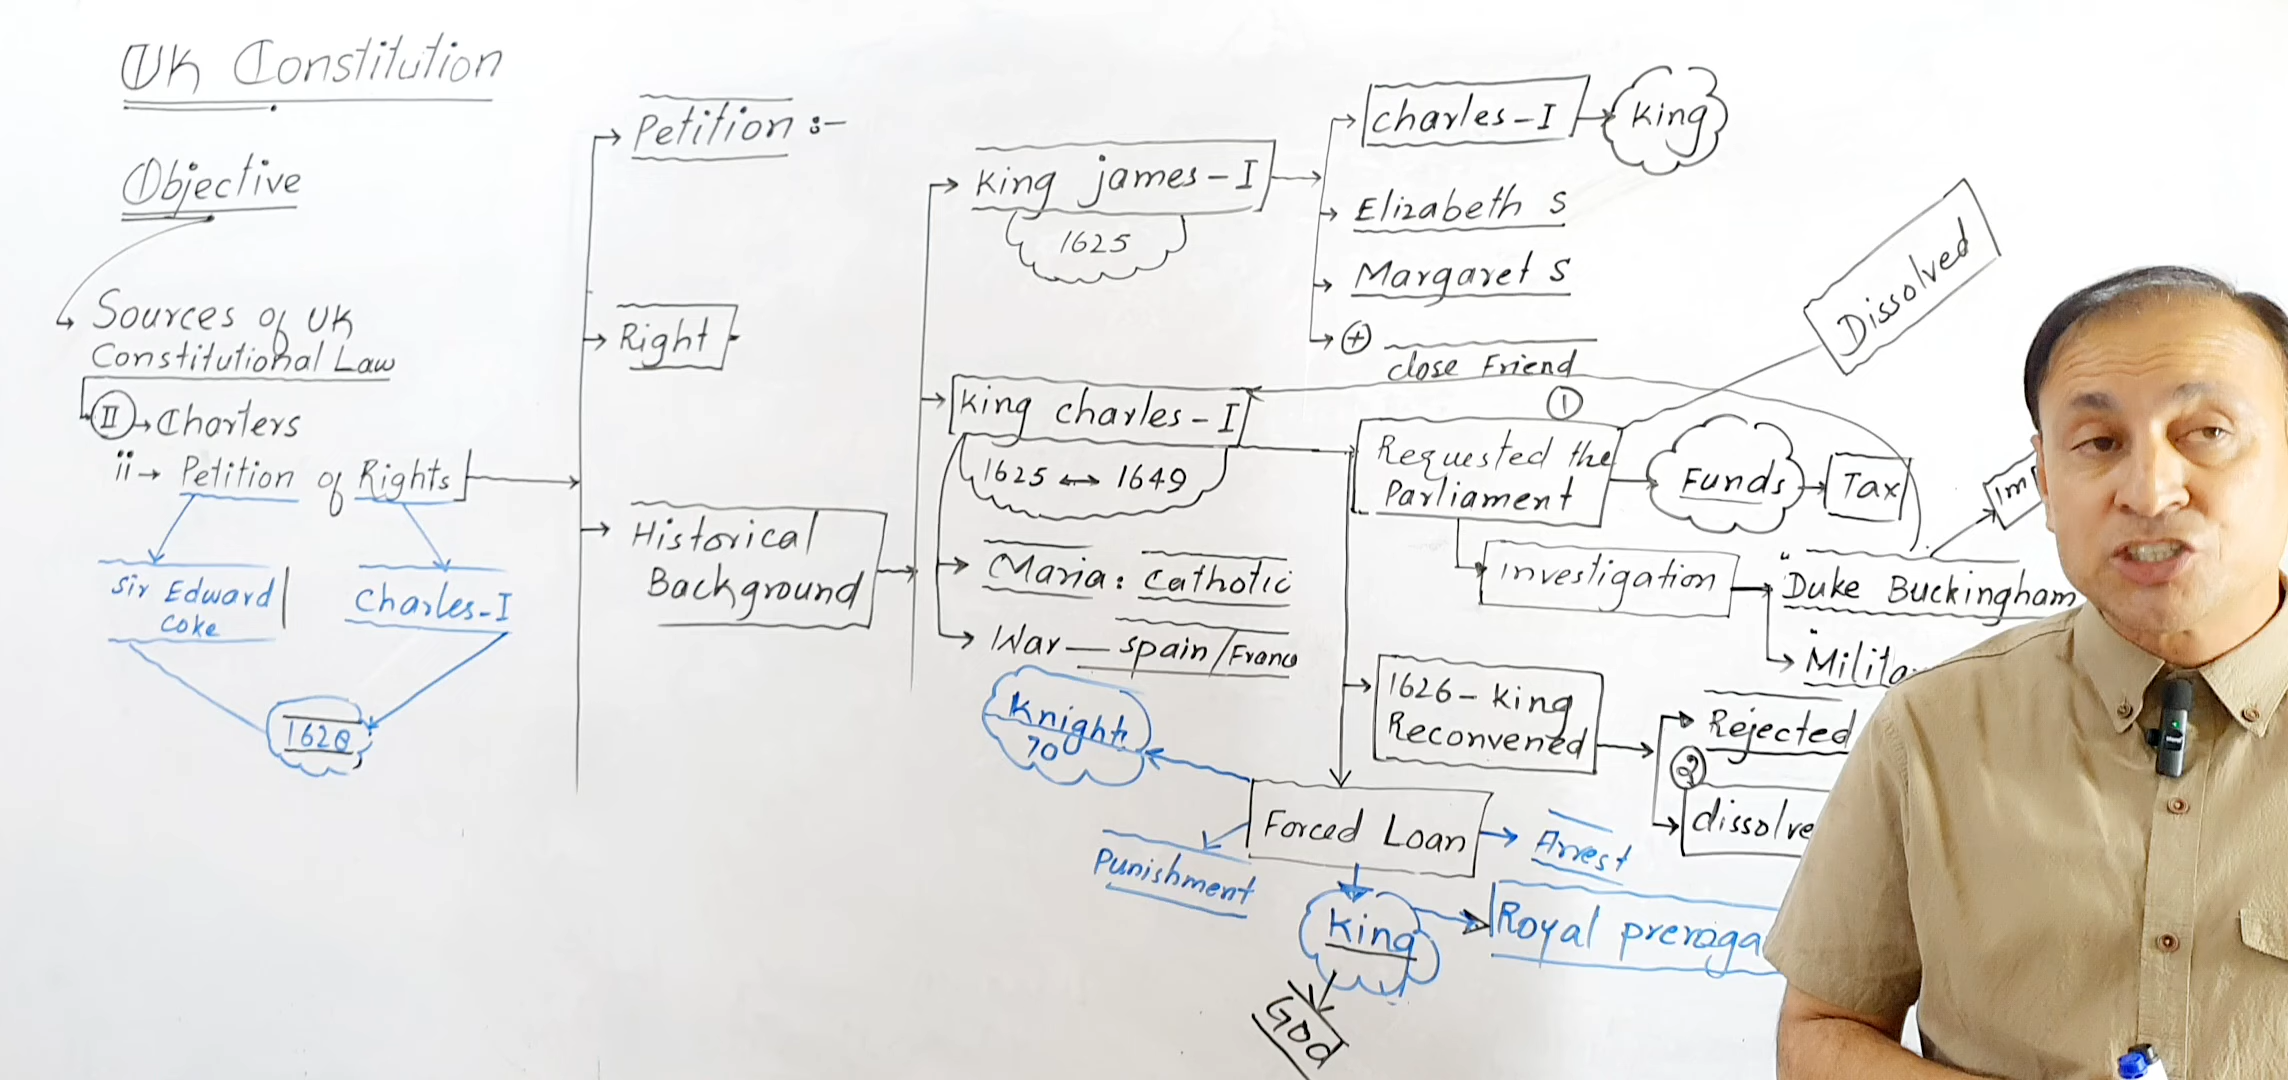 UK Constitution
Objective
Sources of UK
Constitutional Law
II → Charters
ii → Petition of Rights
Sir Edward
Coke
Charles-I
1628
Petition :-
Right
Historical
Background
King james-I
1625
King charles-I
1625 ↔ 1649
Maria: Catholic
War — Spain/France
Knight
70
Charles-I
King
Elizabeth S
Margaret S
+
close Friend
1
Requested the
Parliament
Funds
Tax
Dissolved
investigation
"Duke Buckingham
Im
1626 - King
Reconvened
Rejected
2
dissolve
Forced Loan
Arrest
Punishment
King
Royal preroga
God